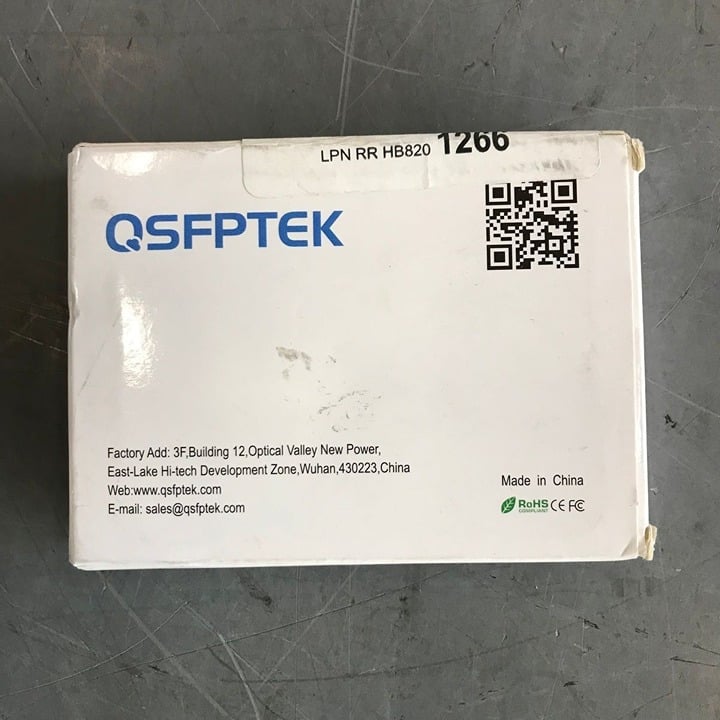 LPN RR HB820 1266
QSFPTEK
Factory Add: 3F,Building 12,Optical Valley New Power,
East-Lake Hi-tech Development Zone,Wuhan,430223,China
Web:www.qsfptek.com
E-mail: sales@qsfptek.com
Made in China
RoHS CE FC
COMPLIANT